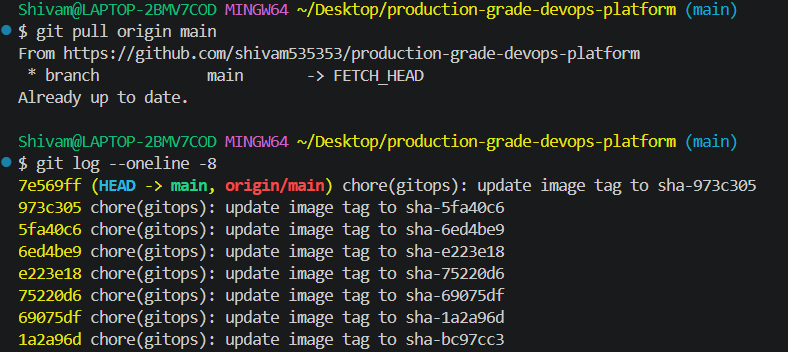 Shivam@LAPTOP-2BMV7COD MINGW64 ~/Desktop/production-grade-devops-platform (main)
$ git pull origin main
From https://github.com/shivam535353/production-grade-devops-platform
 * branch            main       -> FETCH_HEAD
Already up to date.
Shivam@LAPTOP-2BMV7COD MINGW64 ~/Desktop/production-grade-devops-platform (main)
$ git log --oneline -8
7e569ff (HEAD -> main, origin/main) chore(gitops): update image tag to sha-973c305
973c305 chore(gitops): update image tag to sha-5fa40c6
5fa40c6 chore(gitops): update image tag to sha-6ed4be9
6ed4be9 chore(gitops): update image tag to sha-e223e18
e223e18 chore(gitops): update image tag to sha-75220d6
75220d6 chore(gitops): update image tag to sha-69075df
69075df chore(gitops): update image tag to sha-1a2a96d
1a2a96d chore(gitops): update image tag to sha-bc97cc3